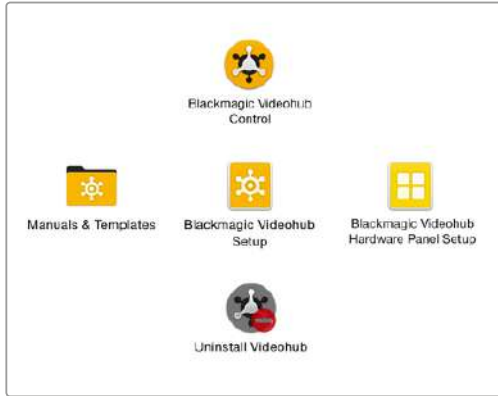 Blackmagic Videohub
Control
Manuals & Templates
Blackmagic Videohub
Setup
Blackmagic Videohub
Hardware Panel Setup
Uninstall Videohub